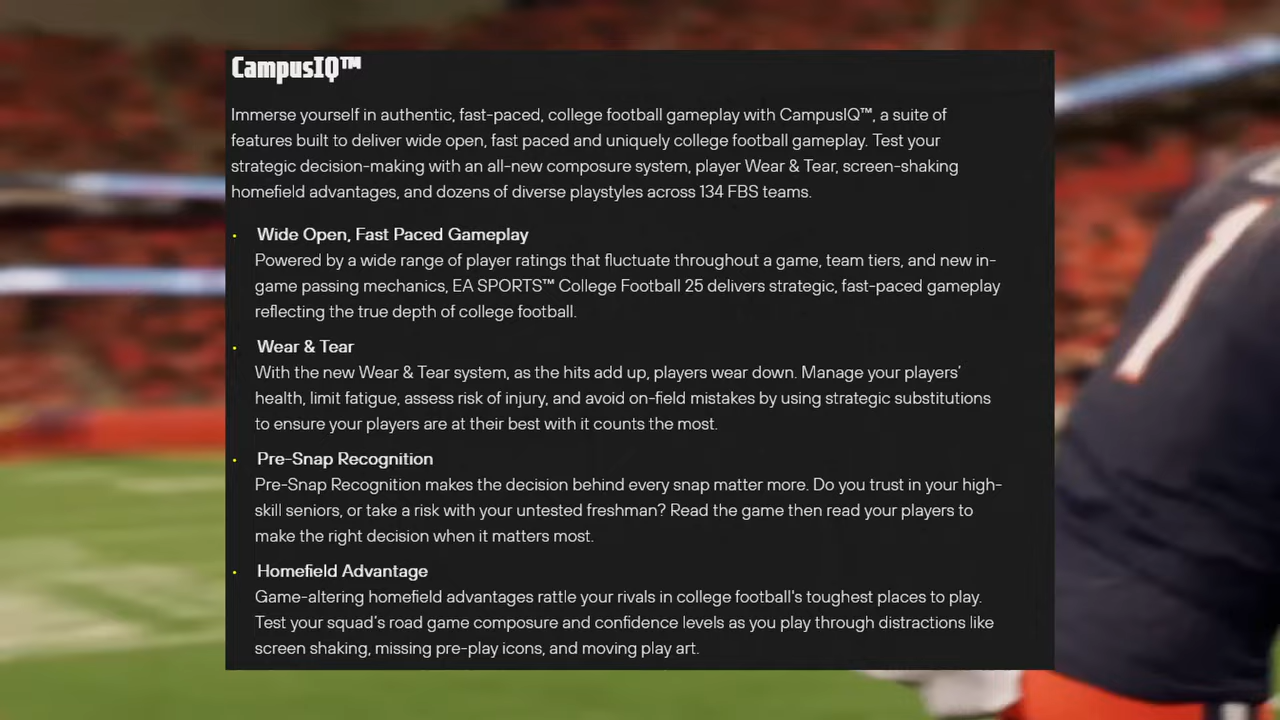 CampusIQ™
Immerse yourself in authentic, fast-paced, college football gameplay with CampusIQ™, a suite of
features built to deliver wide open, fast paced and uniquely college football gameplay. Test your
strategic decision-making with an all-new composure system, player Wear & Tear, screen-shaking
homefield advantages, and dozens of diverse playstyles across 134 FBS teams.
· Wide Open, Fast Paced Gameplay
Powered by a wide range of player ratings that fluctuate throughout a game, team tiers, and new in-
game passing mechanics, EA SPORTS™ College Football 25 delivers strategic, fast-paced gameplay
reflecting the true depth of college football.
· Wear & Tear
With the new Wear & Tear system, as the hits add up, players wear down. Manage your players'
health, limit fatigue, assess risk of injury, and avoid on-field mistakes by using strategic substitutions
to ensure your players are at their best with it counts the most.
· Pre-Snap Recognition
Pre-Snap Recognition makes the decision behind every snap matter more. Do you trust in your high-
skill seniors, or take a risk with your untested freshman? Read the game then read your players to
make the right decision when it matters most.
· Homefield Advantage
Game-altering homefield advantages rattle your rivals in college football's toughest places to play.
Test your squad's road game composure and confidence levels as you play through distractions like
screen shaking, missing pre-play icons, and moving play art.
1